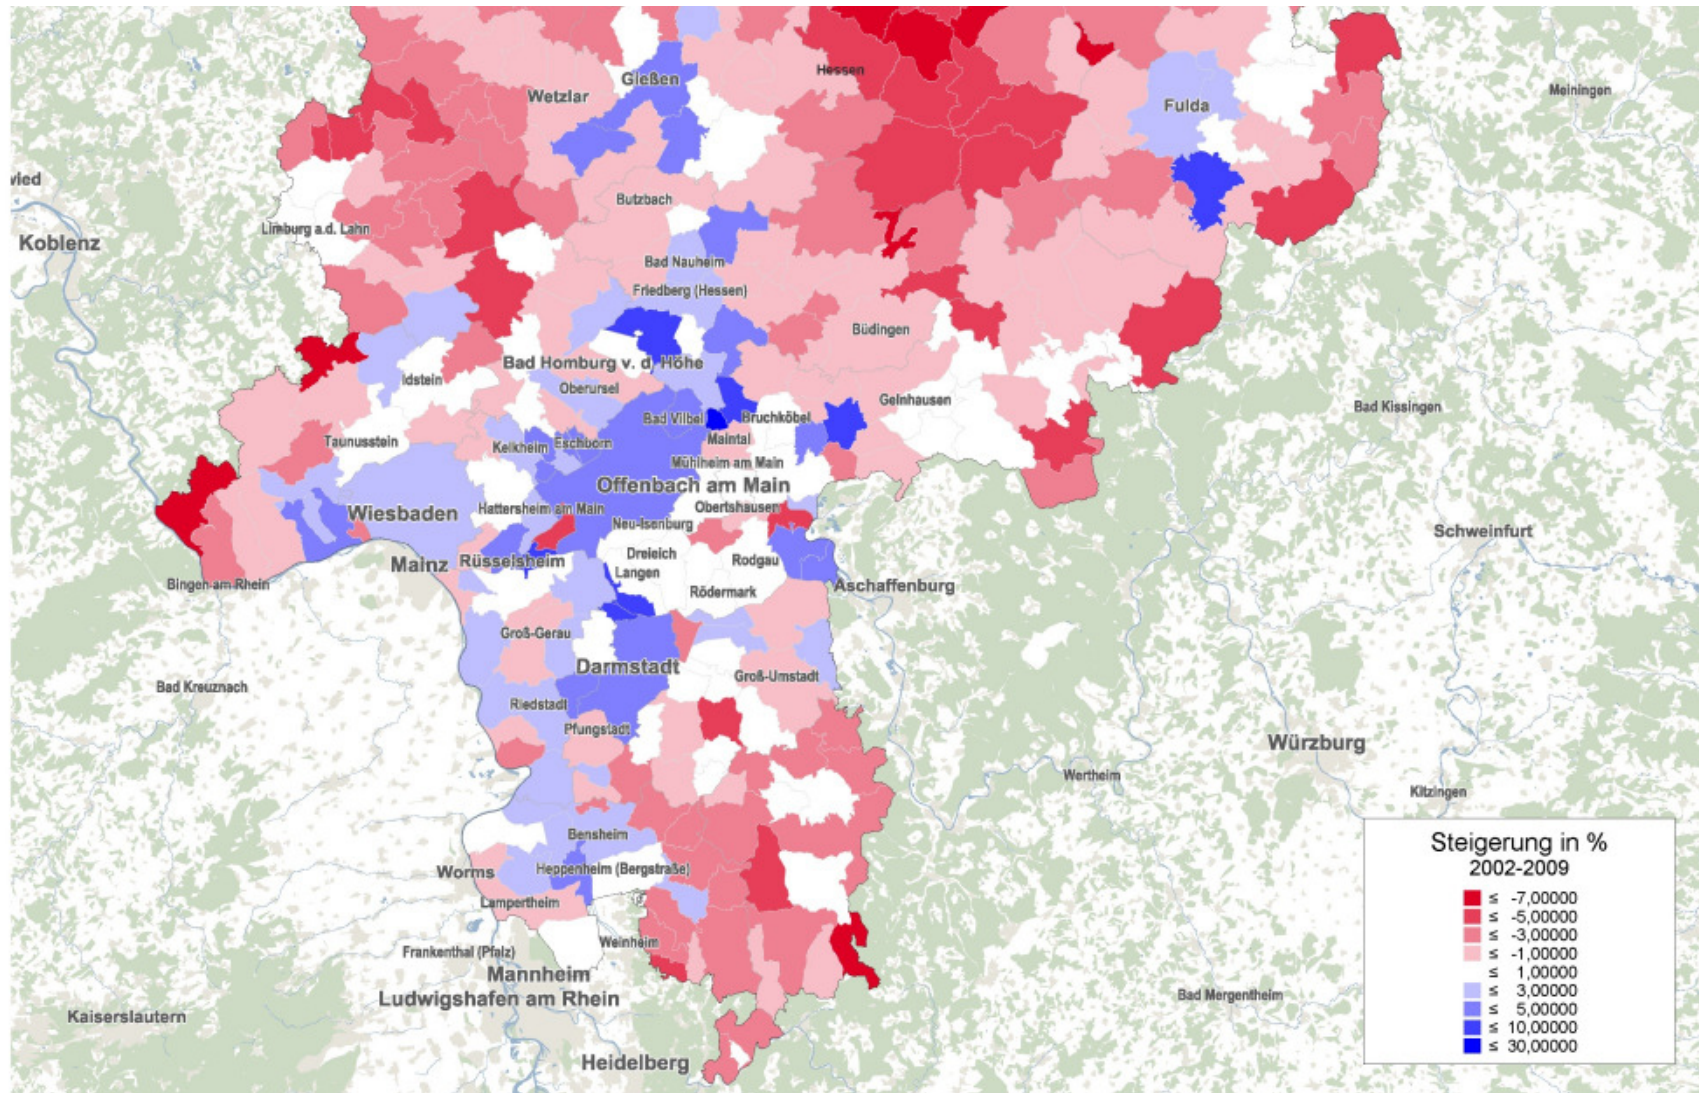 Gießen
Hessen
Wetzlar
Meiningen
Fulda
wied
Butzbach
Limburg a.d. Lahn
Koblenz
Bad Nauheim
Friedberg (Hessen)
Büdingen
Bad Homburg v. d. Höhe
Idstein
Oberursel
Gelnhausen
Bad Kissingen
Bad Vilbel
Bruchköbel
Taunusstein
Kelkheim
Eschborn
Maintal
Mühlheim am Main
Offenbach am Main
Wiesbaden
Hattersheim am Main
Obertshausen
Neu-Isenburg
Schweinfurt
Mainz
Rüsselsheim
Dreieich
Rodgau
Langen
Bingen am Rhein
Aschaffenburg
Rödermark
Groß-Gerau
Darmstadt
Groß-Umstadt
Bad Kreuznach
Riedstadt
Pfungstadt
Würzburg
Wertheim
Kitzingen
Bensheim
Worms
Heppenheim (Bergstraße)
Lampertheim
Weinheim
Frankenthal (Pfalz)
Mannheim
Ludwigshafen am Rhein
Bad Mergentheim
Kaiserslautern
Heidelberg
Steigerung in %
2002-2009
≤ -7,00000
≤ -5,00000
≤ -3,00000
≤ -1,00000
≤ 1,00000
≤ 3,00000
≤ 5,00000
≤ 10,00000
≤ 30,00000